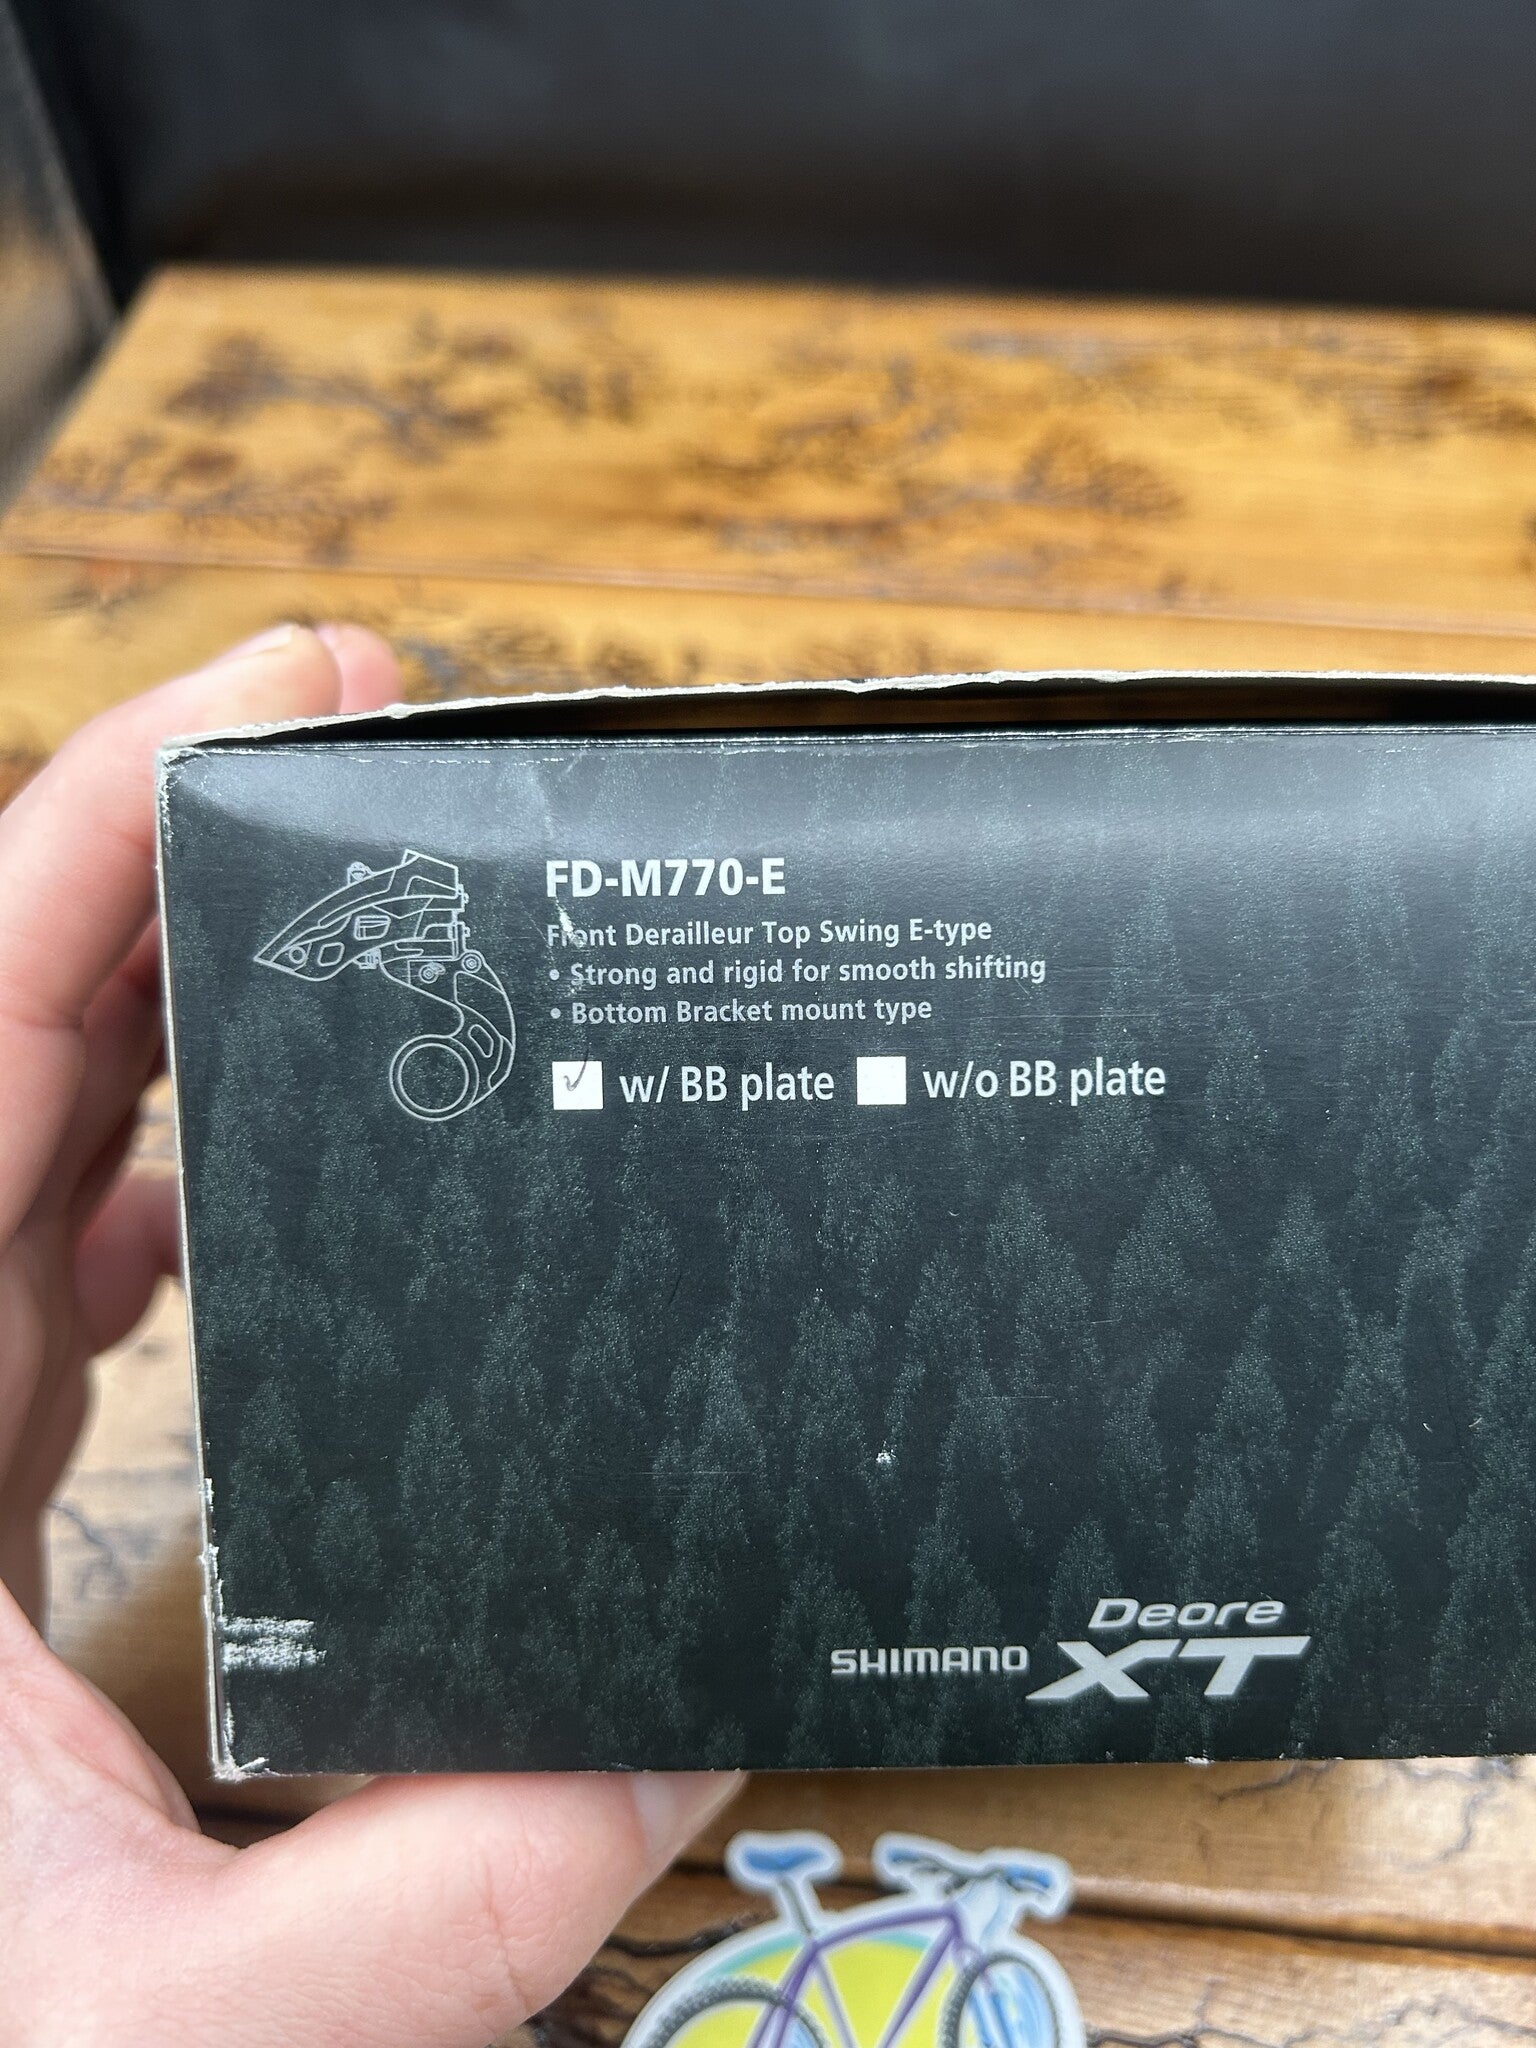 FD-M770-E
Front Derailleur Top Swing E-type
• Strong and rigid for smooth shifting
• Bottom Bracket mount type
w/ BB plate w/o BB plate
Deore
SHIMANO XT